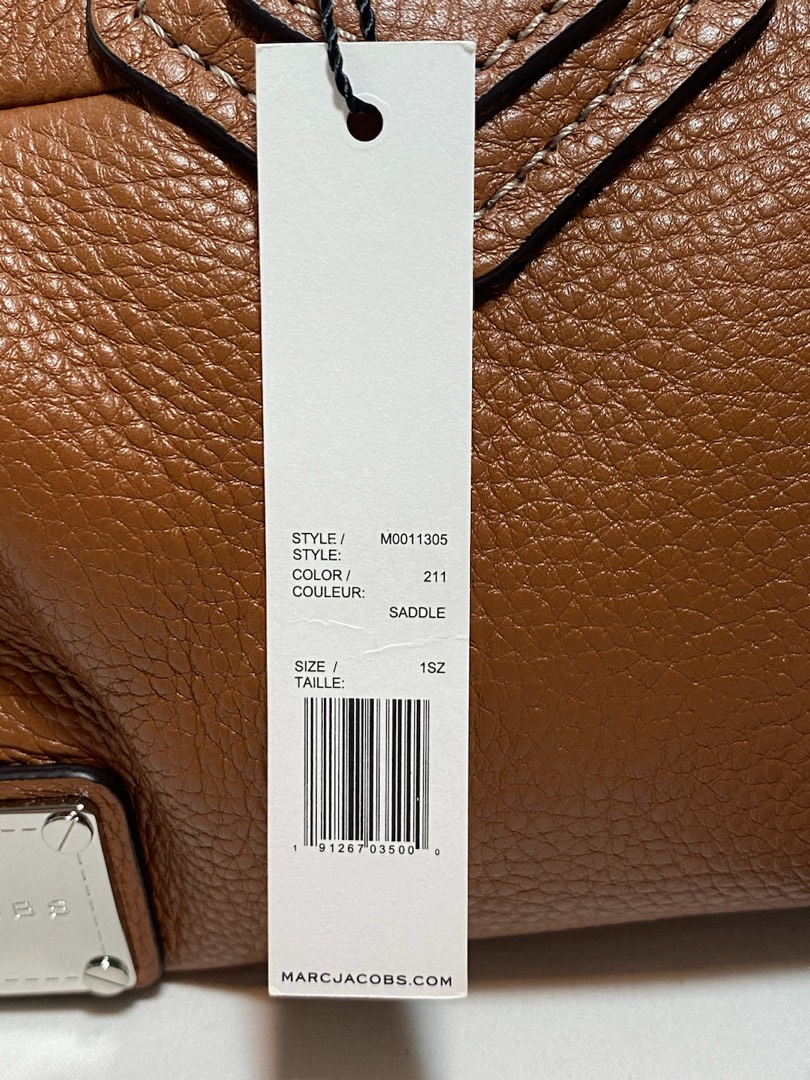 STYLE / M0011305
STYLE:
COLOR / 211
COULEUR:
SADDLE
SIZE / 1SZ
TAILLE:
1 91267 03500 0
MARCJACOBS.COM